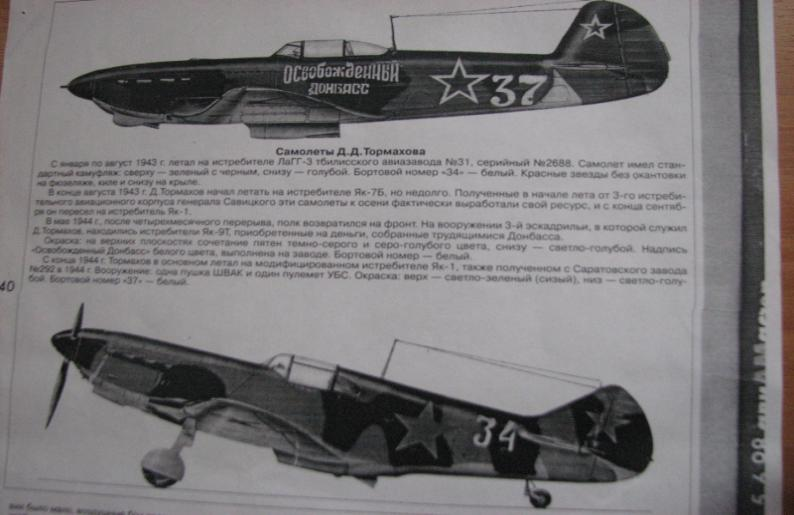 ОСВОБОЖДЕННЫЙ
ДОНБАСС
37
Самолеты Д.Д.Тормахова
С января по август 1943 г. летал на истребителе ЛаГГ-3 тбилисского авиазавода №31, серийный №2688. Самолет имел стан-
дартный камуфляж: сверху — зеленый с черным, снизу — голубой. Бортовой номер «34» — белый. Красные звезды без окантовки
на фюзеляже, киле и снизу на крыле.
В конце августа 1943 г. Д.Тормахов начал летать на истребителе Як-7Б, но недолго. Полученные в начале лета от 3-го истреби-
тельного авиационного корпуса генерала Савицкого эти самолеты к осени фактически выработали свой ресурс, и с конца сентяб-
ря он пересел на истребитель Як-1.
В мае 1944 г., после четырехмесячного перерыва, полк возвратился на фронт. На вооружении 3-й эскадрильи, в которой служил
Д.Тормахов, находились истребители Як-9Т, приобретенные на деньги, собранные трудящимися Донбасса.
Окраска: на верхних плоскостях сочетание пятен темно-серого и серо-голубого цвета, снизу — светло-голубой. Надпись
«Освобожденный Донбасс» белого цвета, выполнена на заводе. Бортовой номер — белый.
С конца 1944 г. Тормахов в основном летал на модифицированном истребителе Як-1, также полученном с Саратовского завода
№292 в 1944 г. Вооружение: одна пушка ШВАК и один пулемет УБС. Окраска: верх — светло-зеленый (сизый), низ — светло-голу-
бой. Бортовой номер «37» — белый.
40
34